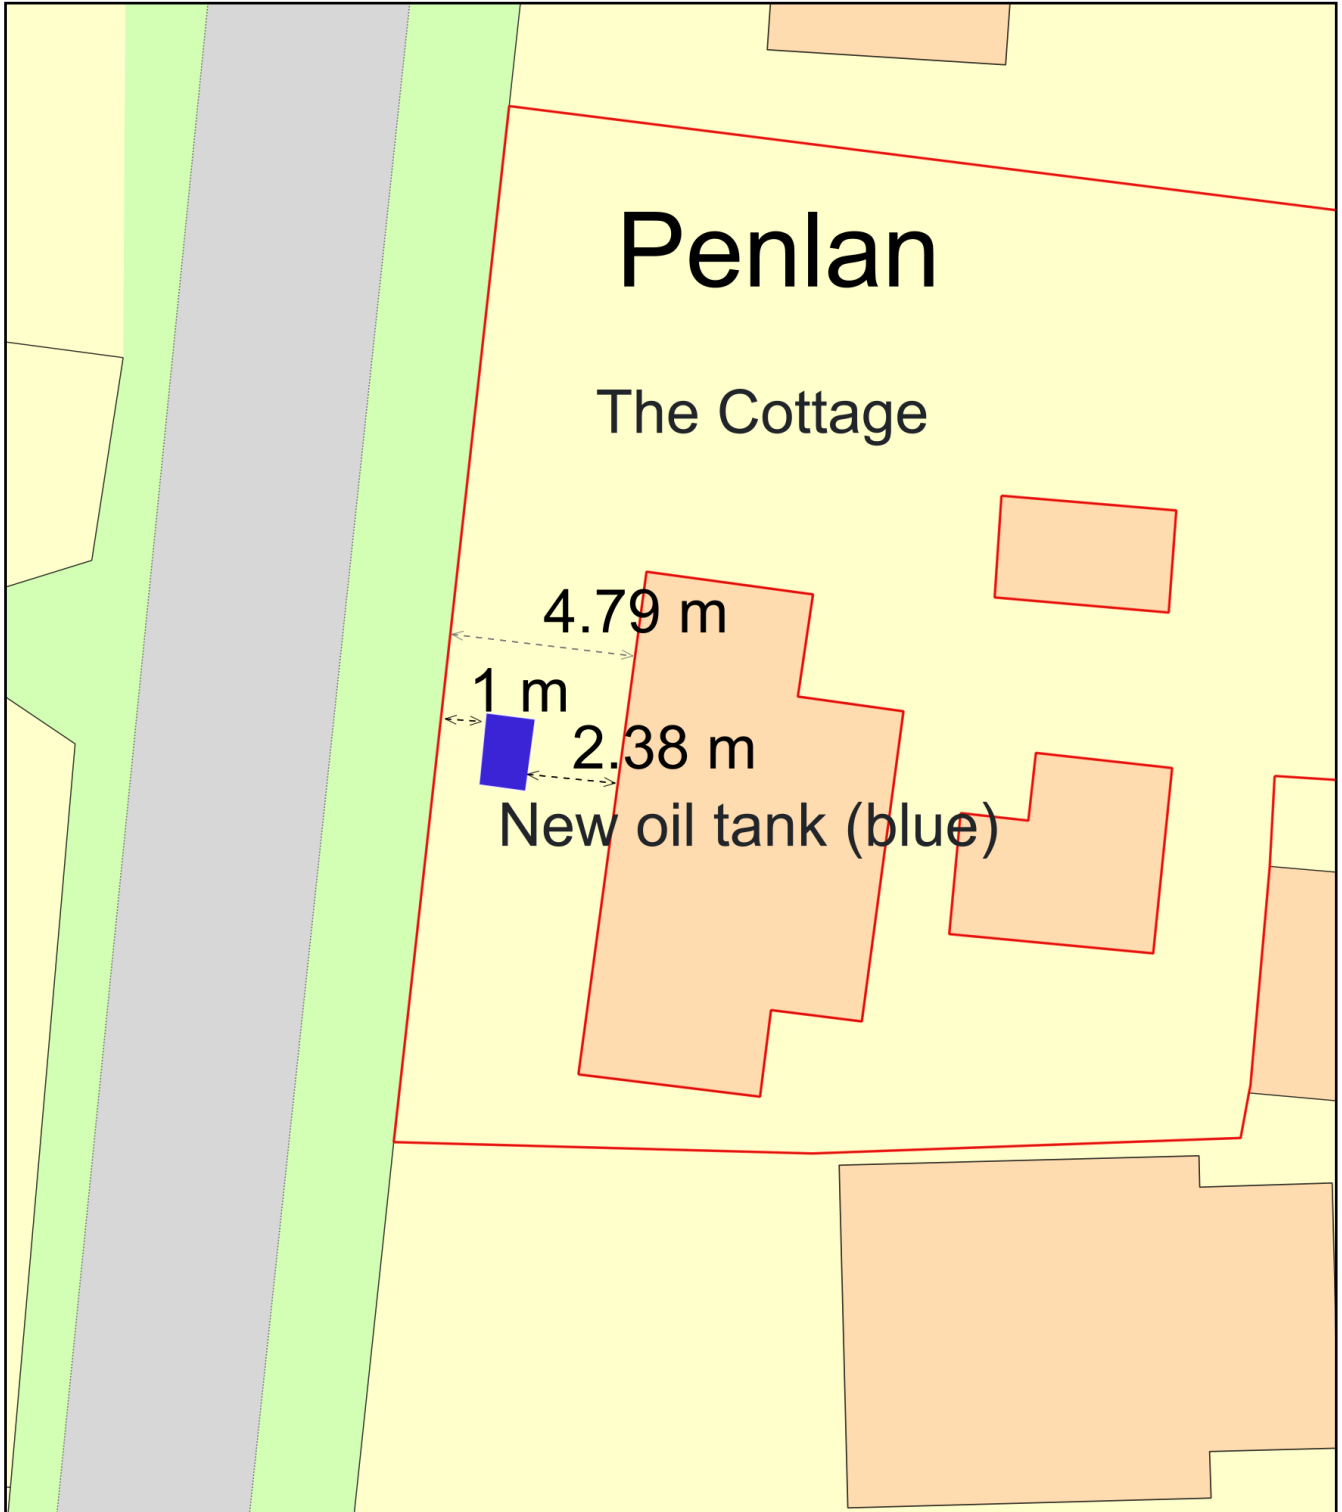 Penlan
The Cottage
4.79 m
1 m
2.38 m
New oil tank (blue)